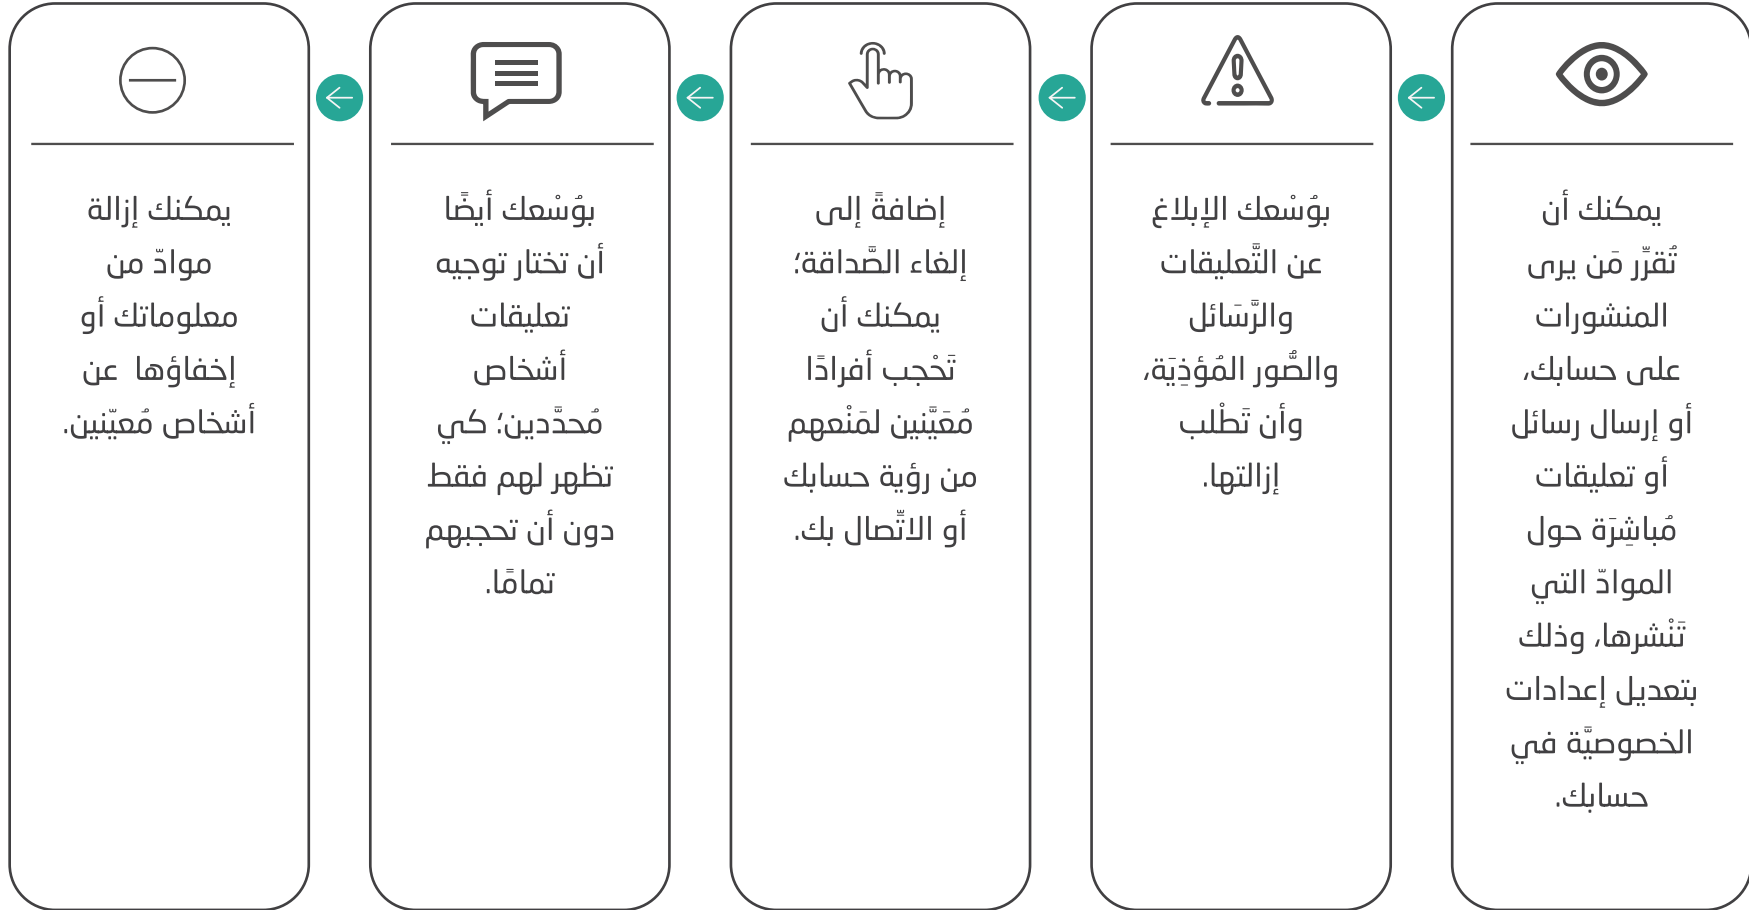 يمكنك أن
تُقرِّر مَن يرى
المنشورات
على حسابك،
أو إرسال رسائل
أو تعليقات
مُباشِرَة حول
الموادّ التي
تَنْشرها، وذلك
بتعديل إعدادات
الخصوصيَّة في
حسابك.
بوُسْعك الإبلاغ
عن التَّعليقات
والرَّسَائل
والصُّور المُؤذِيَة،
وأن تَطْلب
إزالتها.
إضافةً إلى
إلغاء الصَّداقة؛
يمكنك أن
تَحْجب أفرادًا
مُعَيَّنين لمَنْعهم
من رؤية حسابك
أو الاتِّصال بك.
بوُسْعك أيضًا
أن تختار توجيه
تعليقات
أشخاص
مُحدَّدين؛ كي
تظهر لهم فقط
دون أن تحجبهم
تمامًا.
يمكنك إزالة
موادّ من
معلوماتك أو
إخفاؤها عن
أشخاص مُعيّنين.